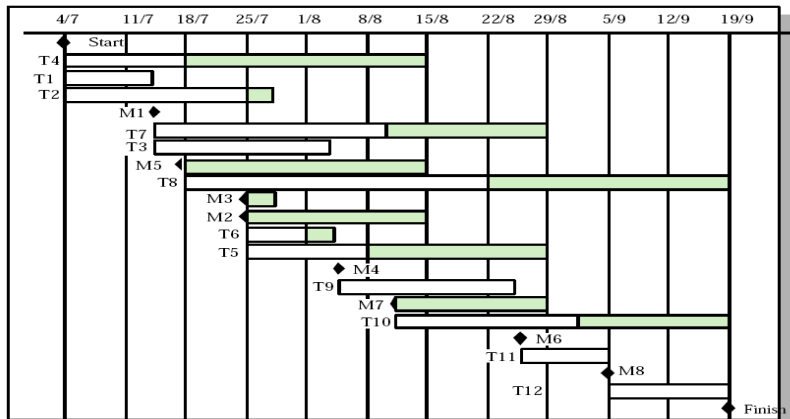 4/7 11/7 18/7 25/7 1/8 8/8 15/8 22/8 29/8 5/9 12/9 19/9
Start
T4
T1
T2
M1
T7
T3
M5
T8
M3
M2
T6
T5
M4
T9
M7
T10
M6
T11
M8
T12
Finish